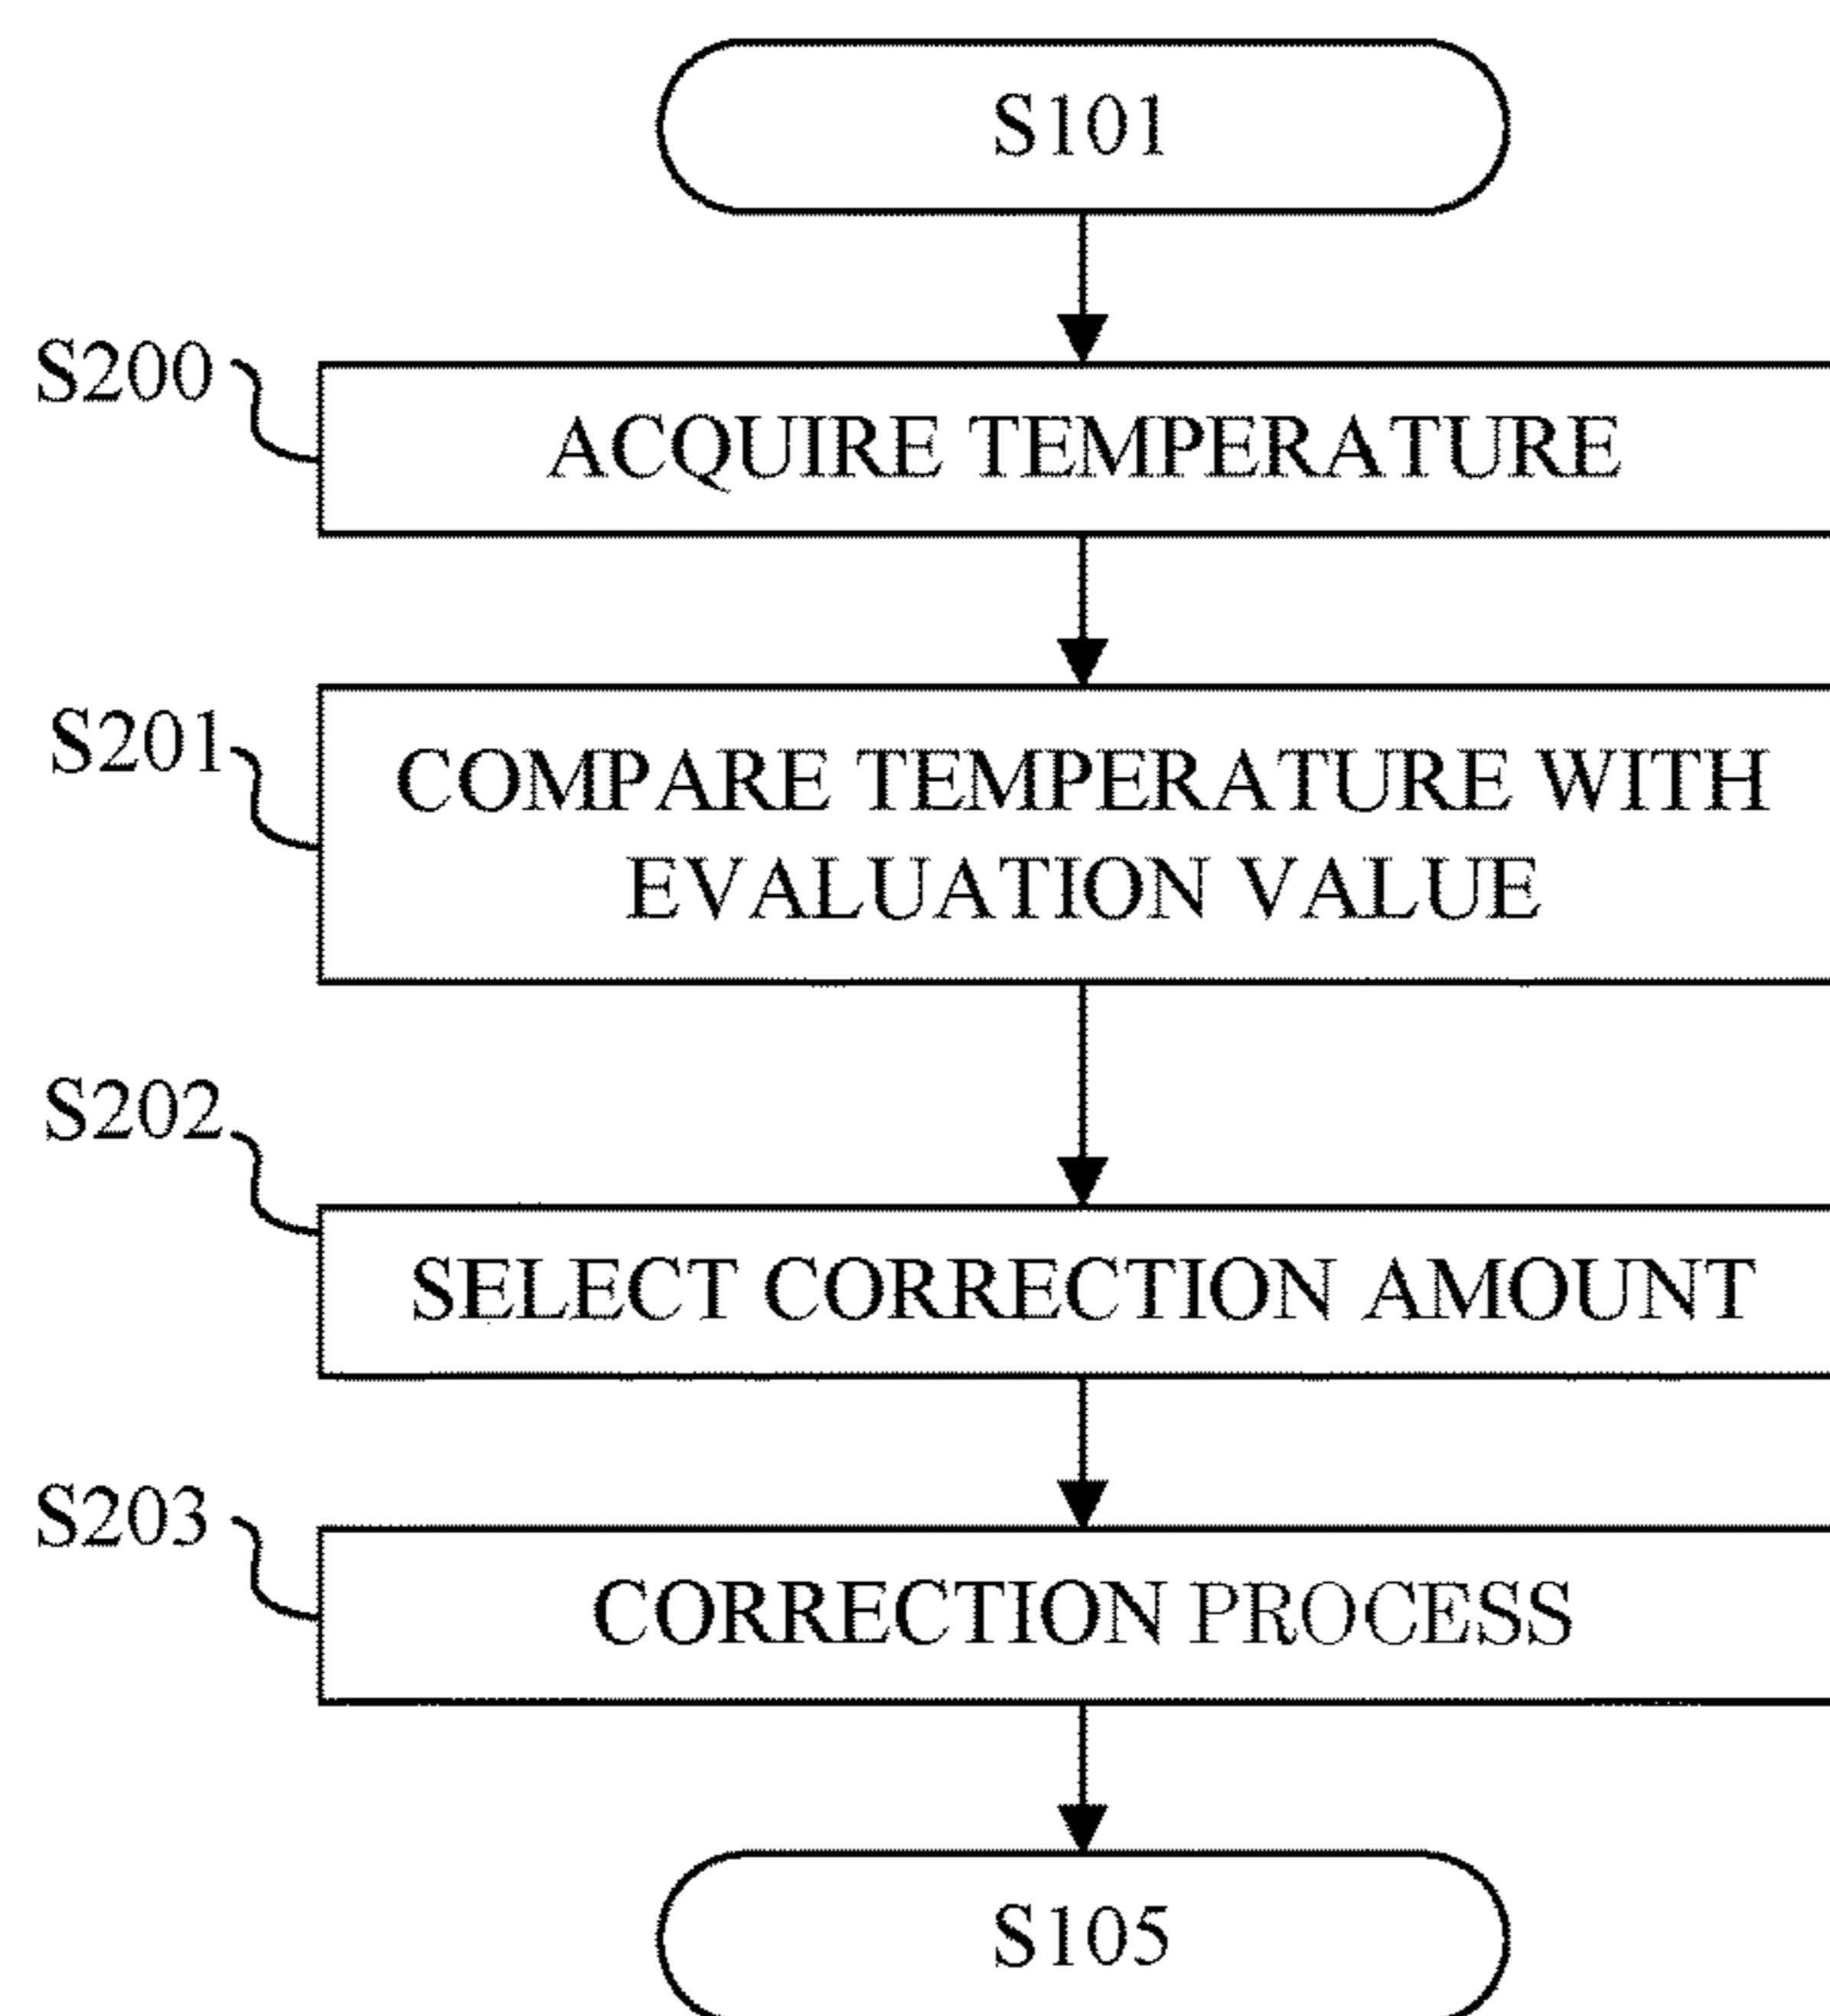 S101
S200
ACQUIRE TEMPERATURE
S201
COMPARE TEMPERATURE WITH
EVALUATION VALUE
S202
SELECT CORRECTION AMOUNT
S203
CORRECTION PROCESS
S105